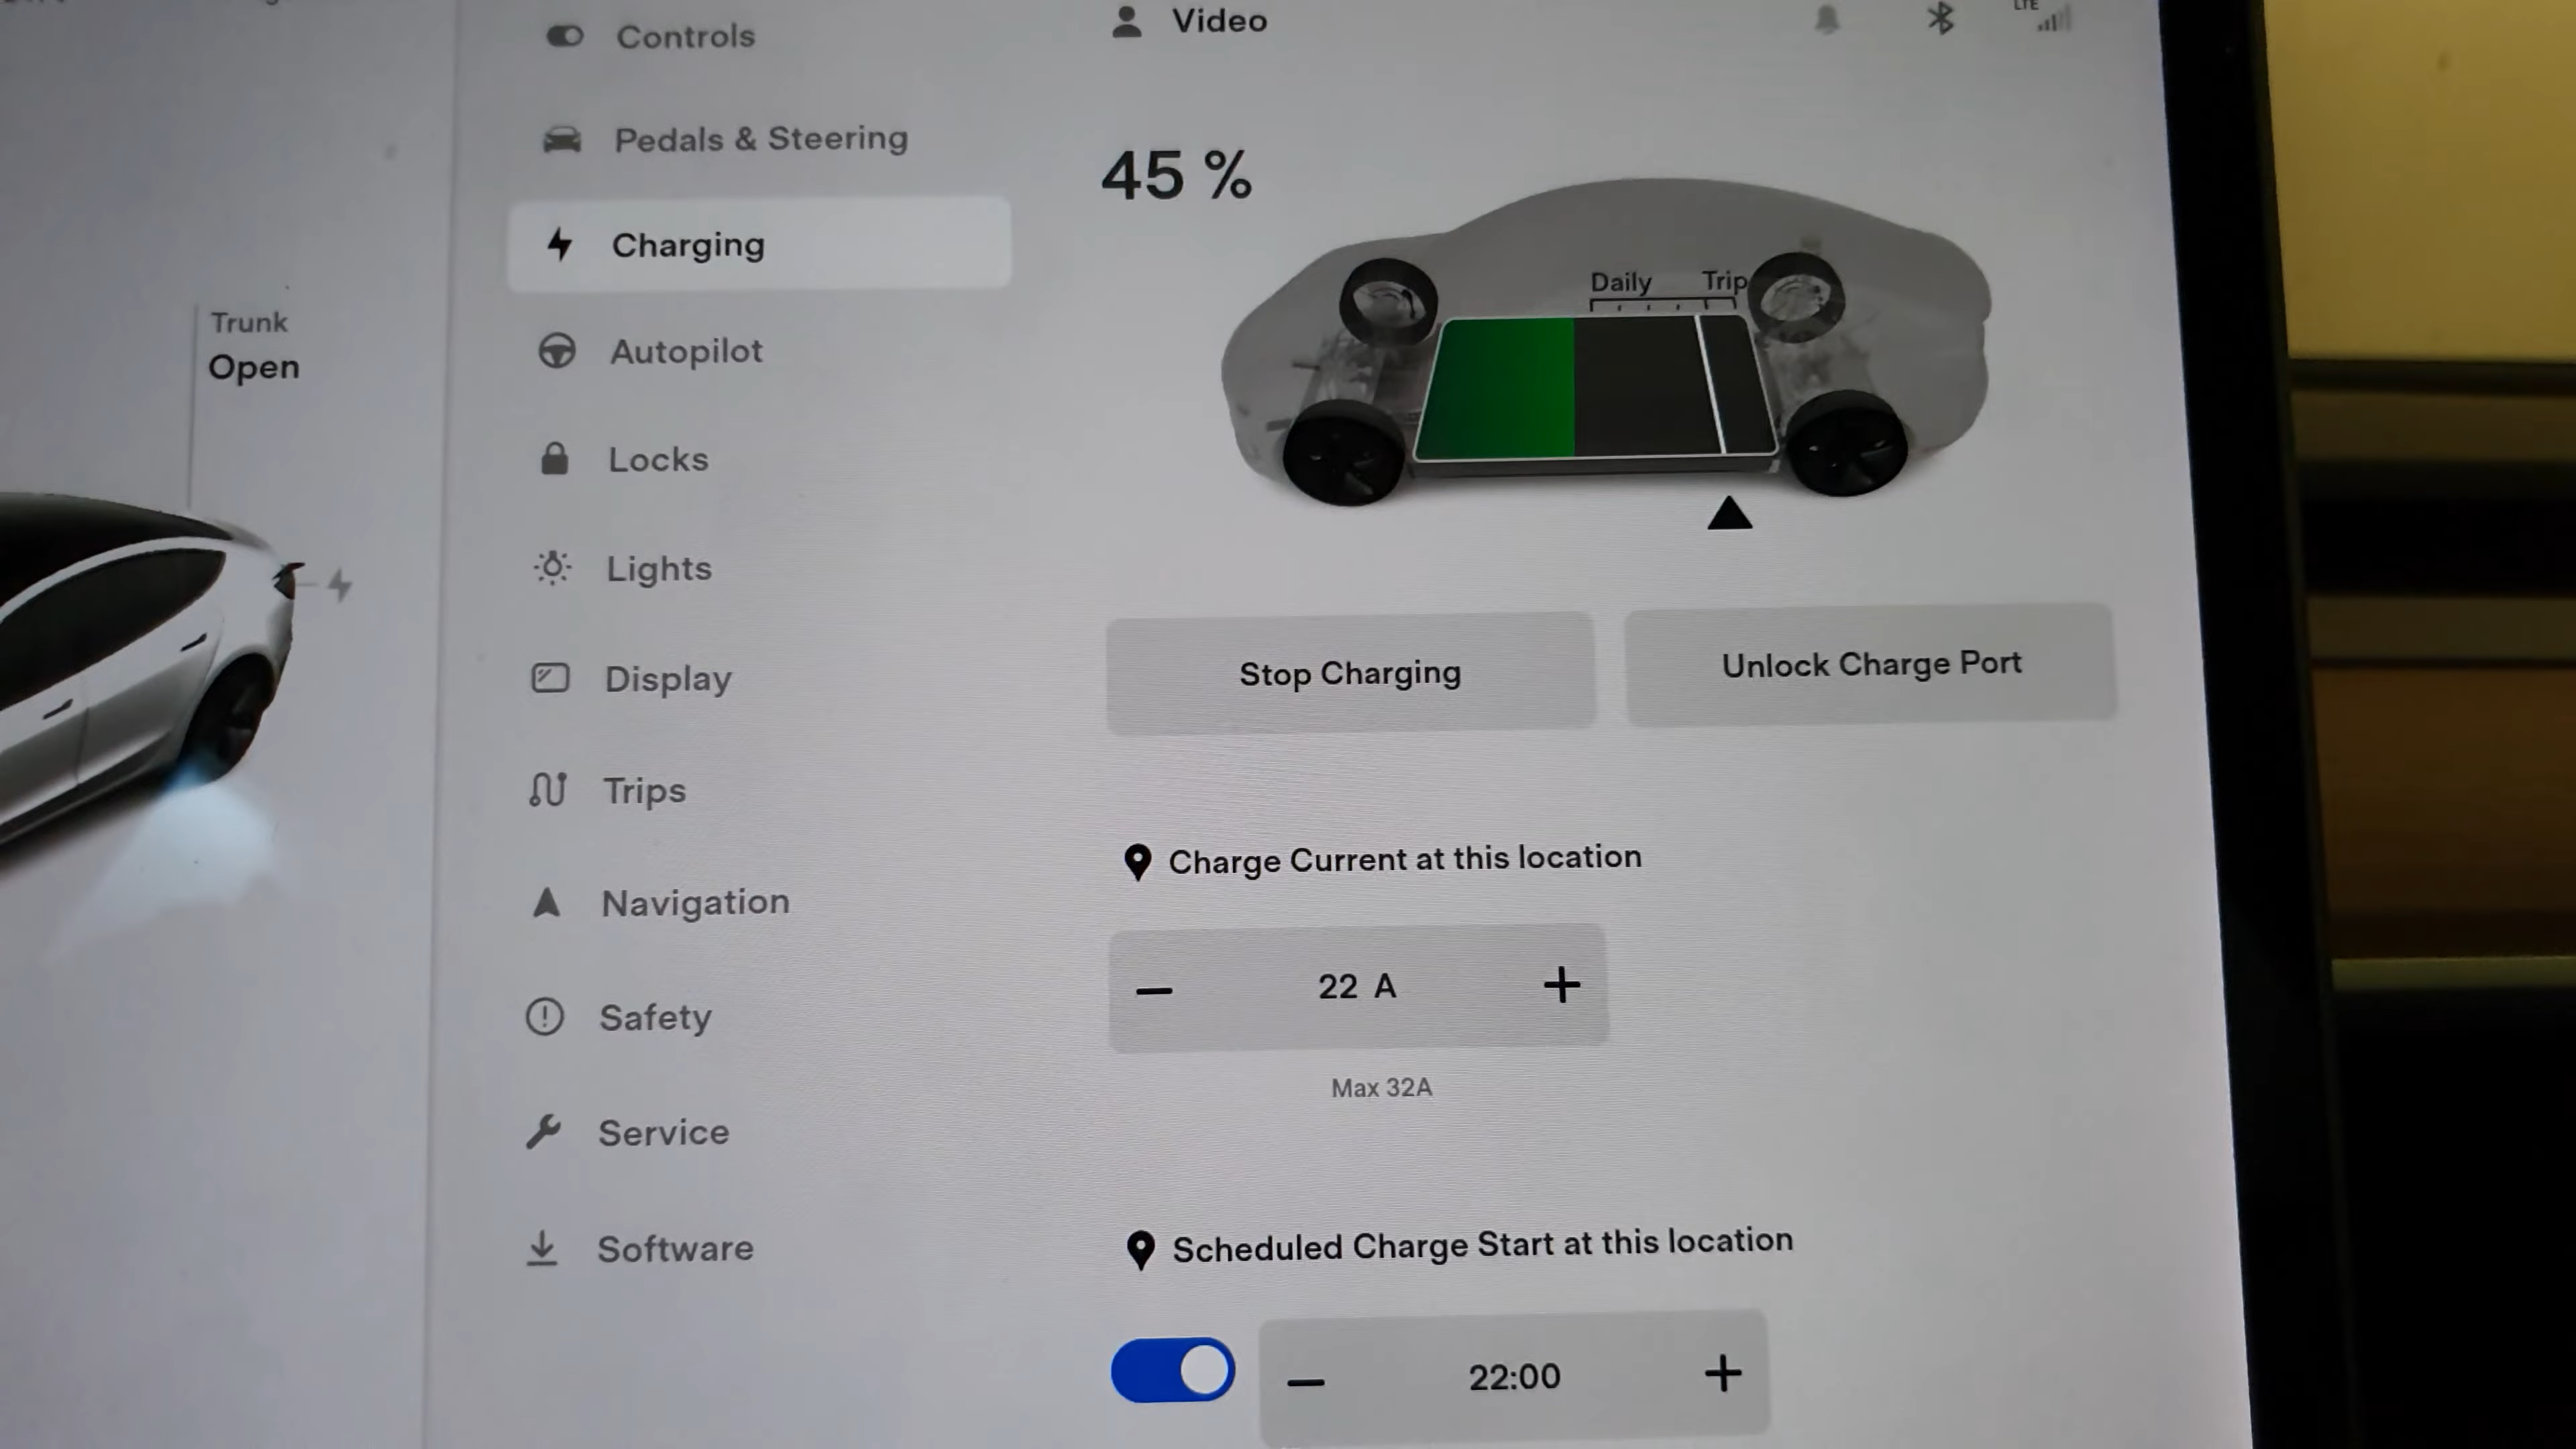 Trunk
Open
Controls
Pedals & Steering
Charging
Autopilot
Locks
Lights
Display
Trips
Navigation
Safety
Service
Software
Video
LTE
45 %
Daily Trip
Stop Charging
Unlock Charge Port
Charge Current at this location
− 22 A +
Max 32A
Scheduled Charge Start at this location
− 22:00 +